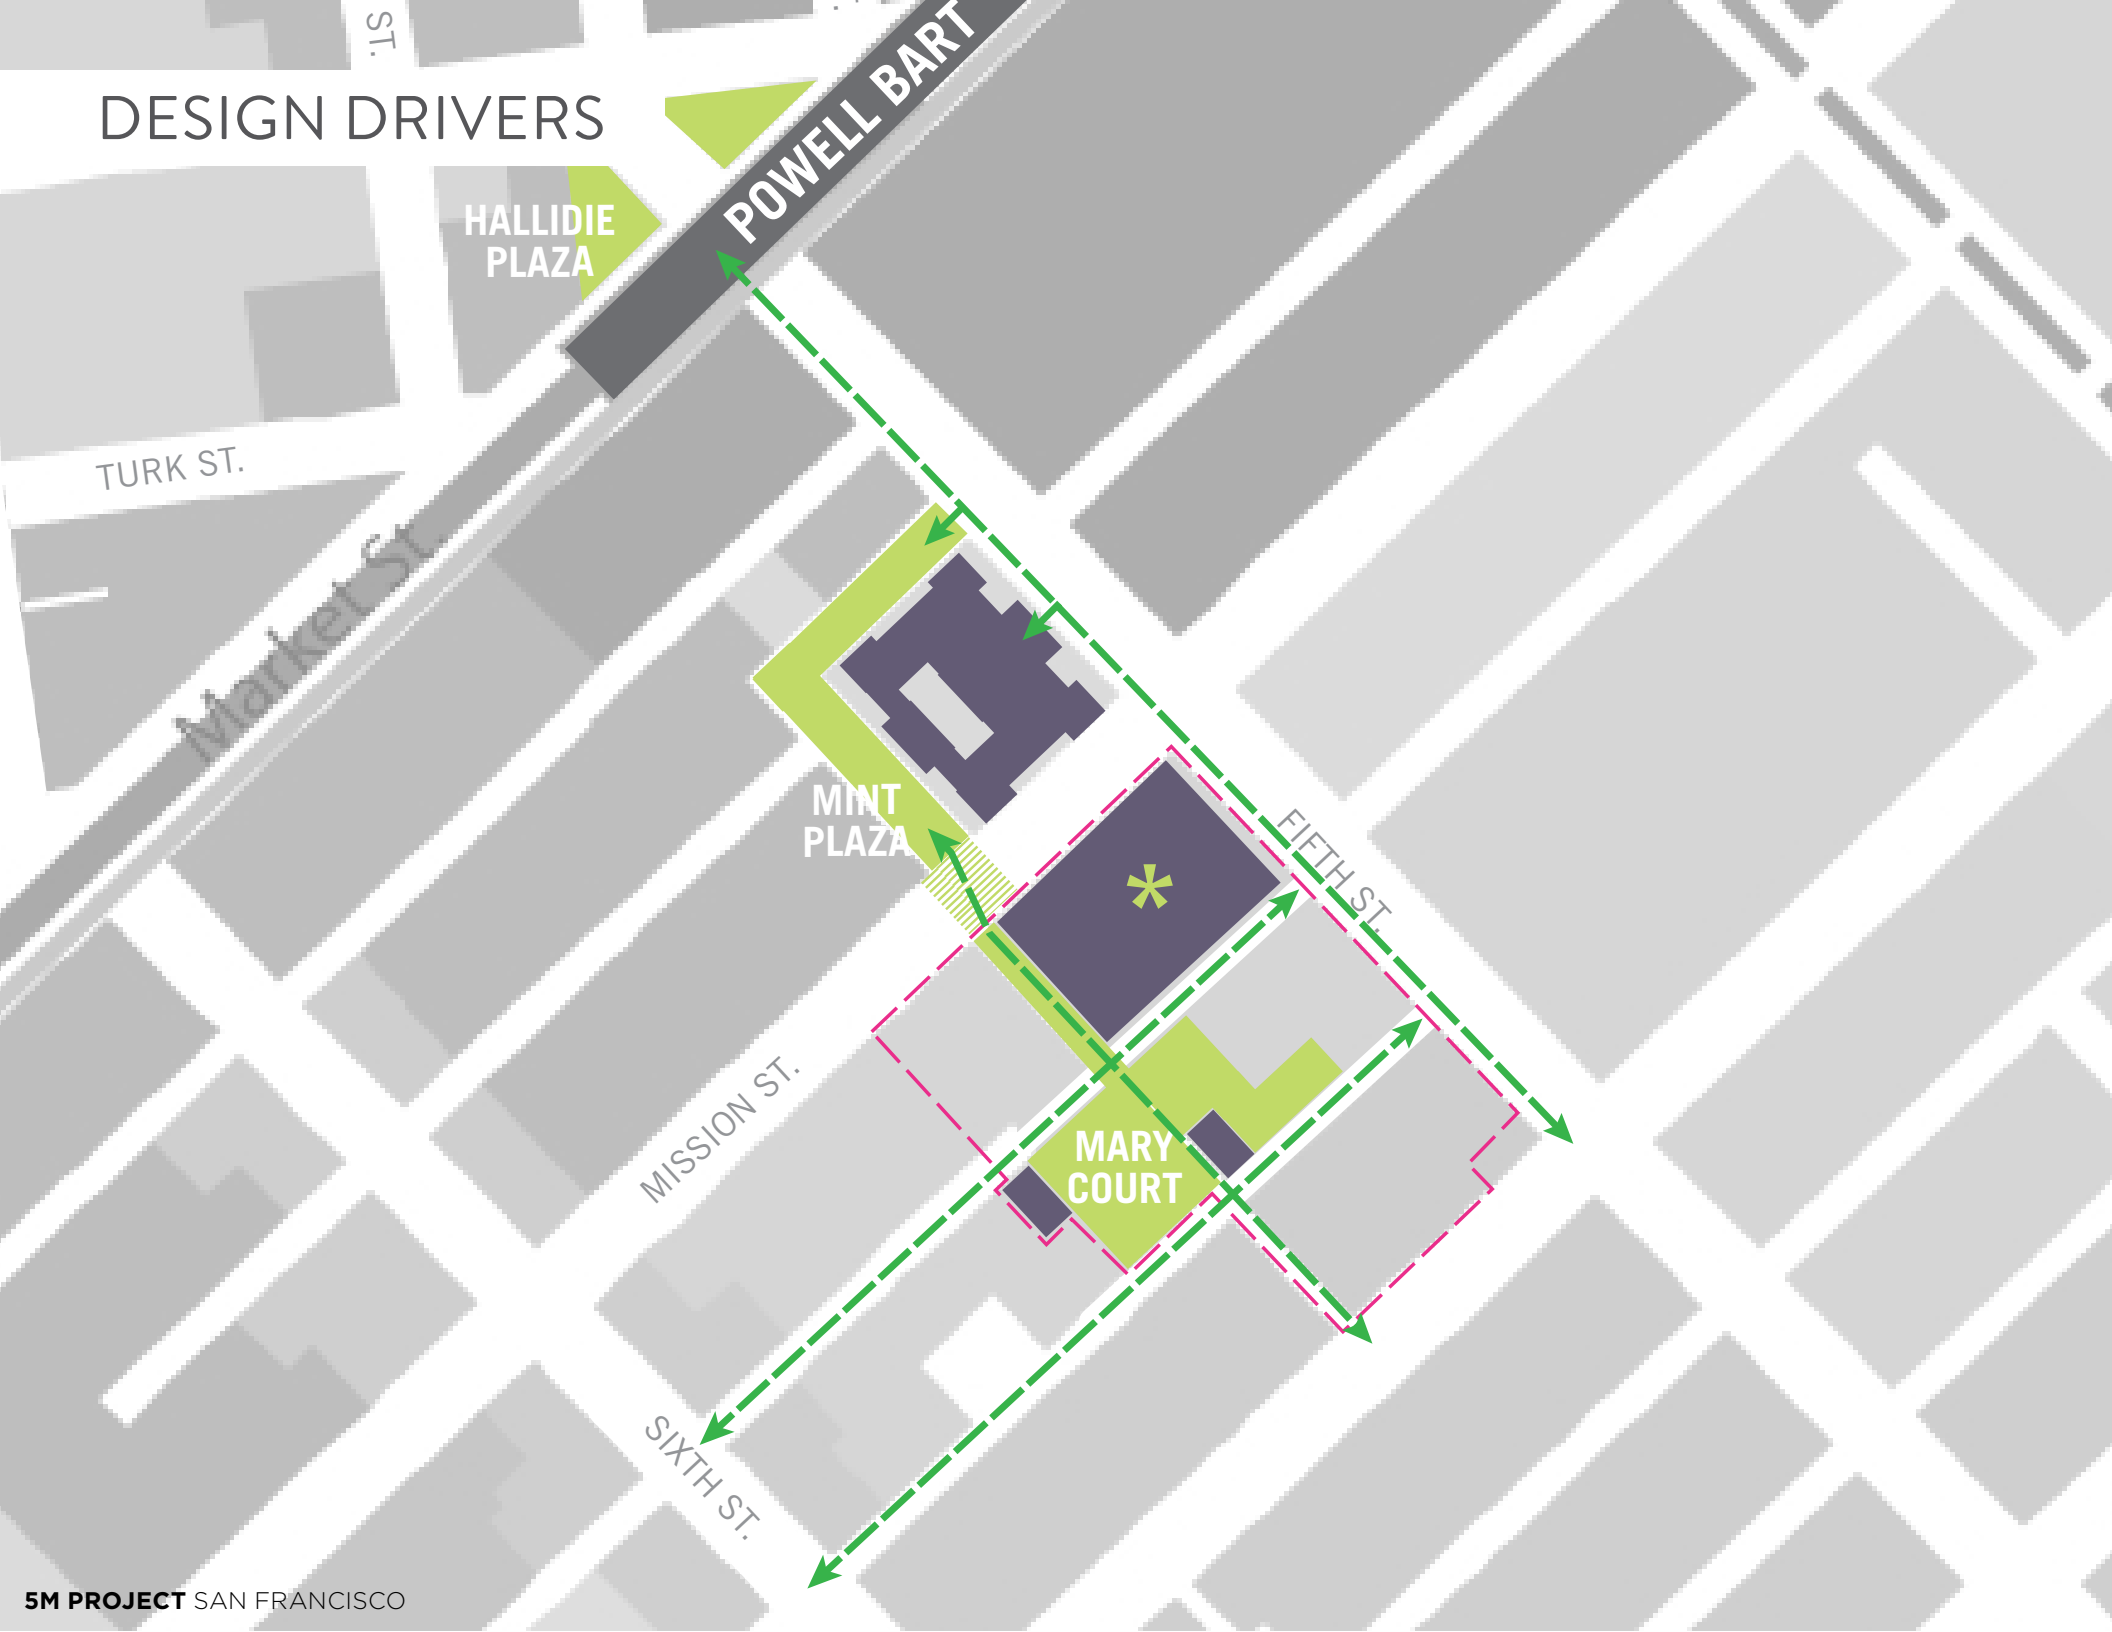 ST.
POWELL BART
DESIGN DRIVERS
HALLIDIE
PLAZA
TURK ST.
Market St.
MINT
PLAZA
*
FIFTH ST.
MISSION ST.
MARY
COURT
SIXTH ST.
5M PROJECT SAN FRANCISCO